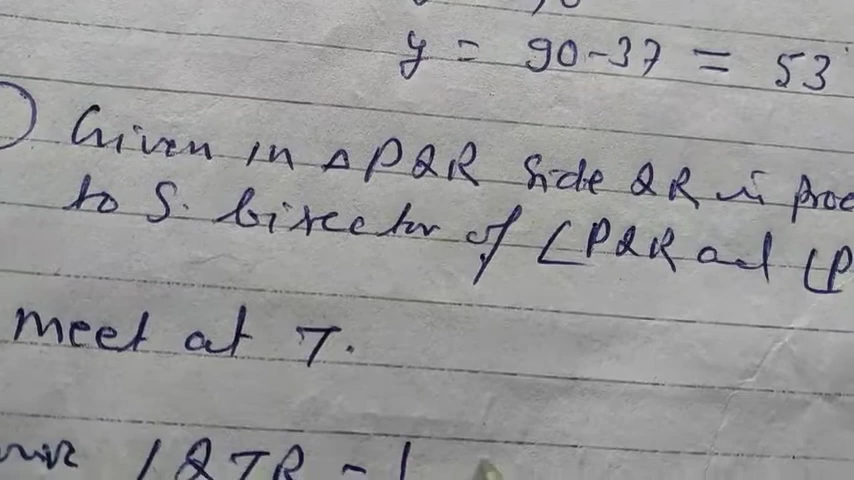 y = 90-37 = 53
Given in △PQR Side QR is
to S. bisector of ∠PQR and
meet at T.
∠QTR =